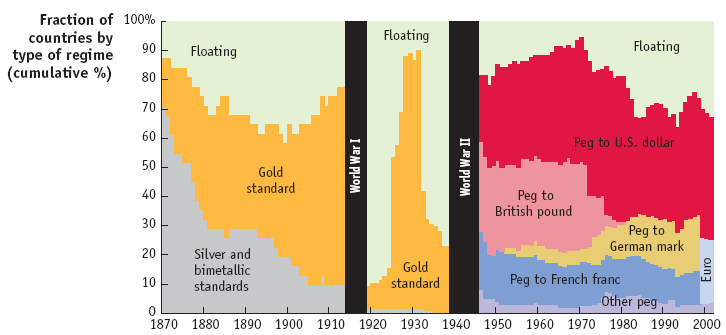 Fraction of
countries by
type of regime
(cumulative %)
100%
90
80
70
60
50
40
30
20
10
0
Floating
Gold
standard
Silver and
bimetallic
standards
World War I
Floating
Gold
standard
World War II
Floating
Peg to U.S. dollar
Peg to
British pound
Peg to
German mark
Peg to French franc
Other peg
Euro
1870 1880 1890 1900 1910 1920 1930 1940 1950 1960 1970 1980 1990 2000